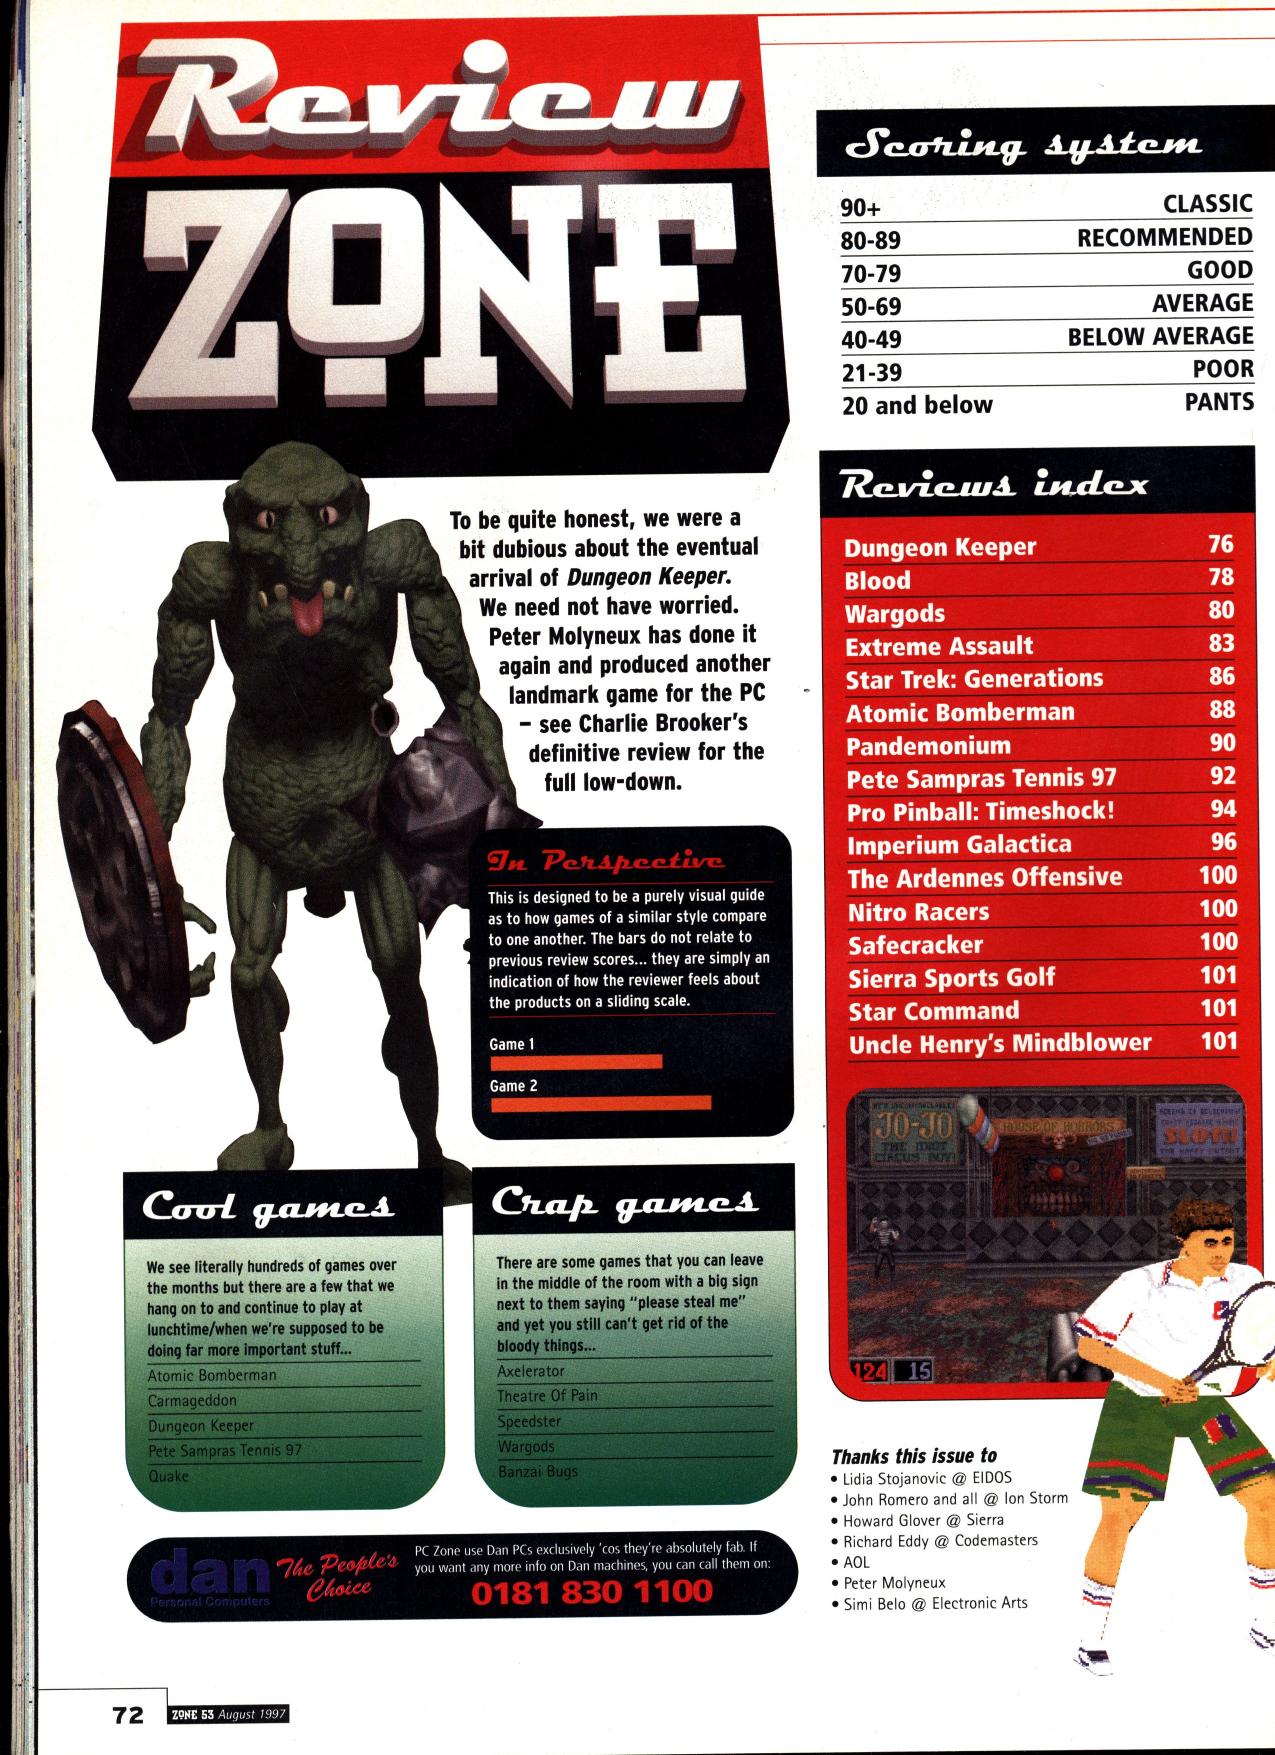 Review
ZONE
Scoring system
90+ CLASSIC
80-89 RECOMMENDED
70-79 GOOD
50-69 AVERAGE
40-49 BELOW AVERAGE
21-39 POOR
20 and below PANTS
To be quite honest, we were a
bit dubious about the eventual
arrival of Dungeon Keeper.
We need not have worried.
Peter Molyneux has done it
again and produced another
landmark game for the PC
– see Charlie Brooker's
definitive review for the
full low-down.
Reviews index
Dungeon Keeper 76
Blood 78
Wargods 80
Extreme Assault 83
Star Trek: Generations 86
Atomic Bomberman 88
Pandemonium 90
Pete Sampras Tennis 97 92
Pro Pinball: Timeshock! 94
Imperium Galactica 96
The Ardennes Offensive 100
Nitro Racers 100
Safecracker 100
Sierra Sports Golf 101
Star Command 101
Uncle Henry's Mindblower 101
In Perspective
This is designed to be a purely visual guide
as to how games of a similar style compare
to one another. The bars do not relate to
previous review scores... they are simply an
indication of how the reviewer feels about
the products on a sliding scale.
Game 1
Game 2
JO-JO
THE IDIOT
CIRCUS BOY!
HOUSE OF HORRORS
124 15
Cool games
We see literally hundreds of games over
the months but there are a few that we
hang on to and continue to play at
lunchtime/when we're supposed to be
doing far more important stuff...
Atomic Bomberman
Carmageddon
Dungeon Keeper
Pete Sampras Tennis 97
Quake
Crap games
There are some games that you can leave
in the middle of the room with a big sign
next to them saying "please steal me"
and yet you still can't get rid of the
bloody things...
Axelerator
Theatre Of Pain
Speedster
Wargods
Banzai Bugs
Thanks this issue to
• Lidia Stojanovic @ EIDOS
• John Romero and all @ Ion Storm
• Howard Glover @ Sierra
• Richard Eddy @ Codemasters
• AOL
• Peter Molyneux
• Simi Belo @ Electronic Arts
dan
Personal Computers
The People's
Choice
PC Zone use Dan PCs exclusively 'cos they're absolutely fab. If
you want any more info on Dan machines, you can call them on:
0181 830 1100
72 ZONE 53 August 1997